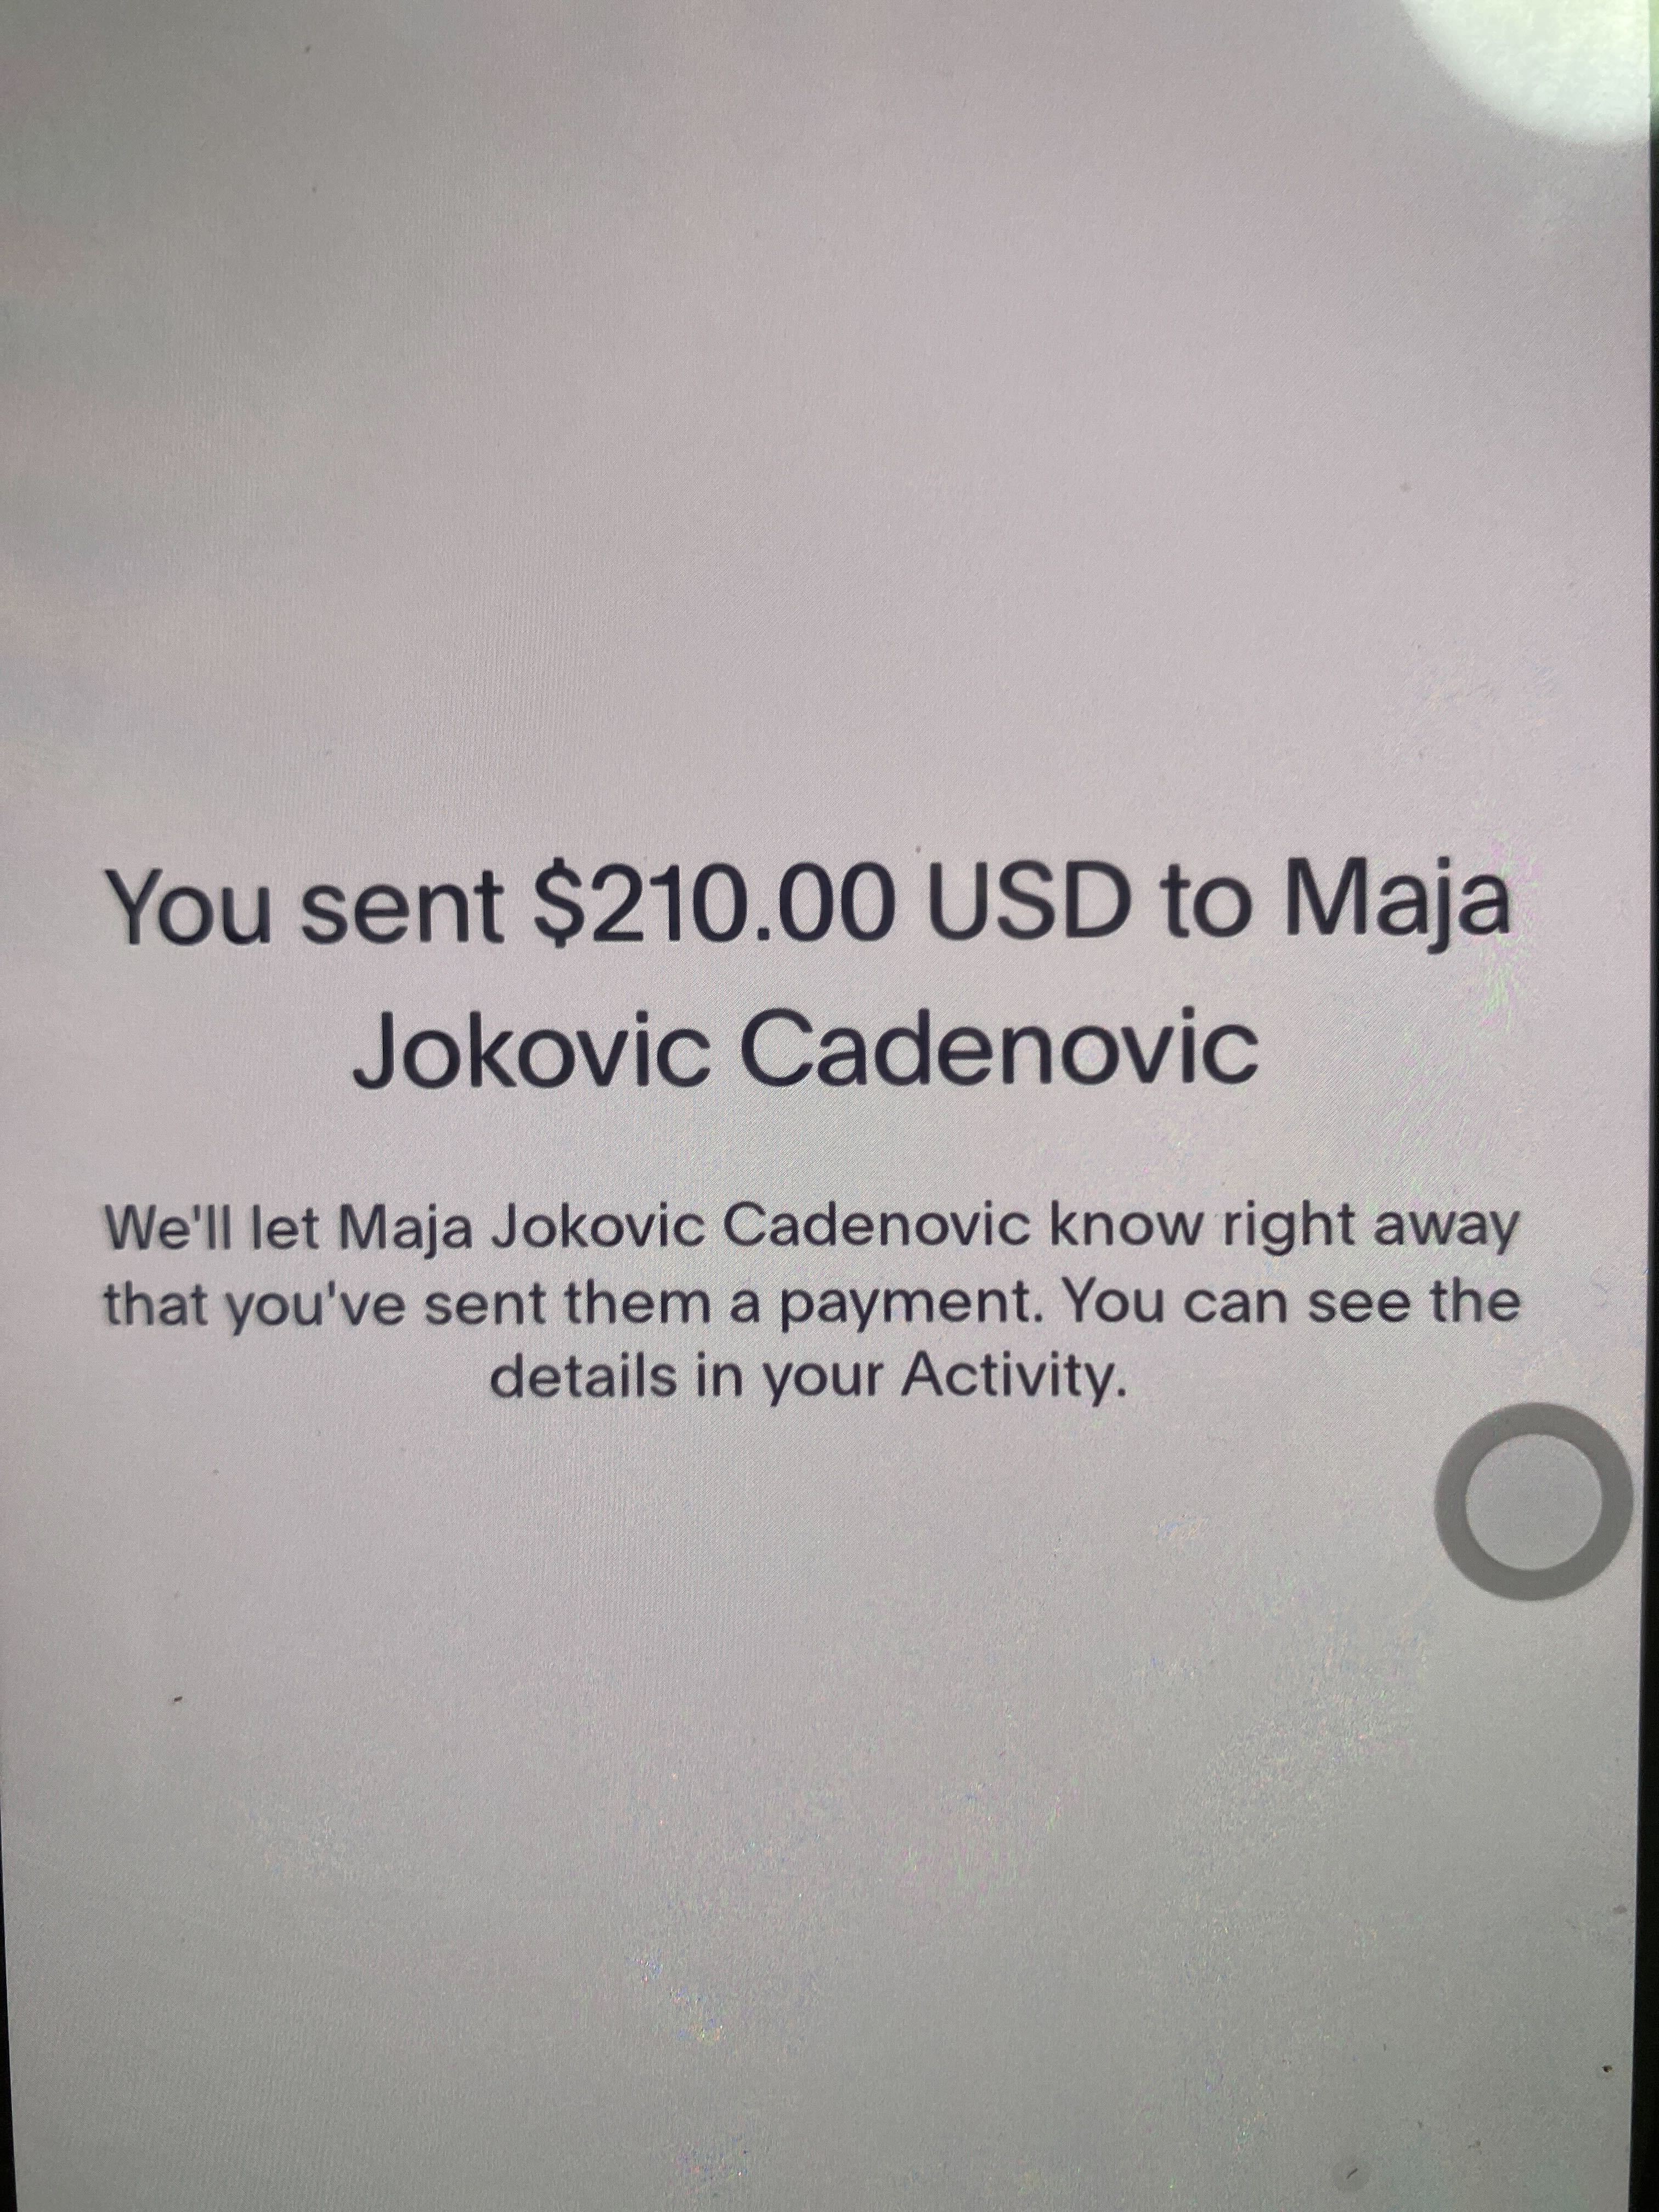 You sent $210.00 USD to Maja
Jokovic Cadenovic
We'll let Maja Jokovic Cadenovic know right away
that you've sent them a payment. You can see the
details in your Activity.